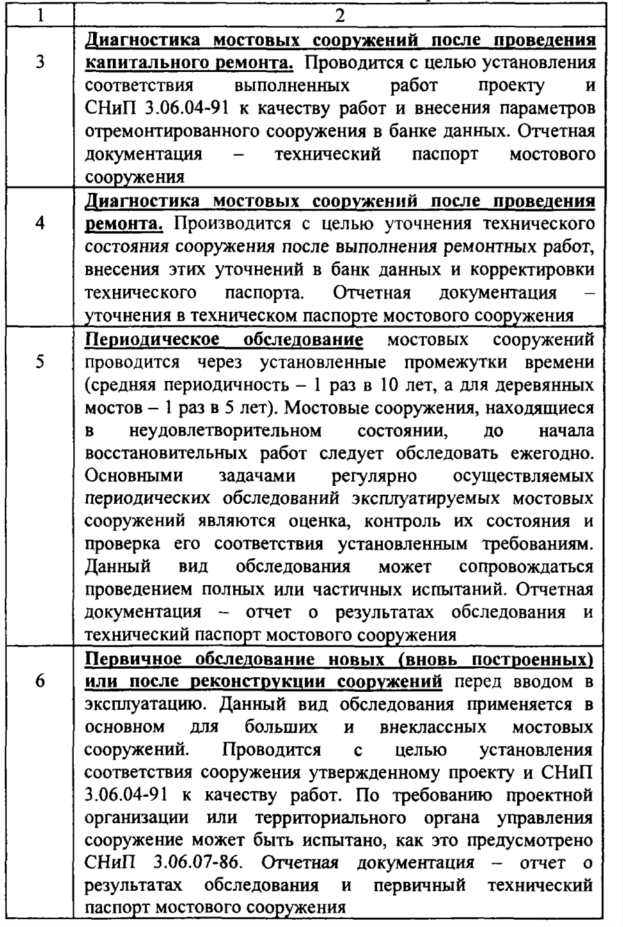 1 2
3 Диагностика мостовых сооружений после проведения
капитального ремонта. Проводится с целью установления
соответствия выполненных работ проекту и
СНиП 3.06.04-91 к качеству работ и внесения параметров
отремонтированного сооружения в банке данных. Отчетная
документация – технический паспорт мостового
сооружения
4 Диагностика мостовых сооружений после проведения
ремонта. Производится с целью уточнения технического
состояния сооружения после выполнения ремонтных работ,
внесения этих уточнений в банк данных и корректировки
технического паспорта. Отчетная документация –
уточнения в техническом паспорте мостового сооружения
5 Периодическое обследование мостовых сооружений
проводится через установленные промежутки времени
(средняя периодичность – 1 раз в 10 лет, а для деревянных
мостов – 1 раз в 5 лет). Мостовые сооружения, находящиеся
в неудовлетворительном состоянии, до начала
восстановительных работ следует обследовать ежегодно.
Основными задачами регулярно осуществляемых
периодических обследований эксплуатируемых мостовых
сооружений являются оценка, контроль их состояния и
проверка его соответствия установленным требованиям.
Данный вид обследования может сопровождаться
проведением полных или частичных испытаний. Отчетная
документация – отчет о результатах обследования и
технический паспорт мостового сооружения
6 Первичное обследование новых (вновь построенных)
или после реконструкции сооружений перед вводом в
эксплуатацию. Данный вид обследования применяется в
основном для больших и внеклассных мостовых
сооружений. Проводится с целью установления
соответствия сооружения утвержденному проекту и СНиП
3.06.04-91 к качеству работ. По требованию проектной
организации или территориального органа управления
сооружение может быть испытано, как это предусмотрено
СНиП 3.06.07-86. Отчетная документация – отчет о
результатах обследования и первичный технический
паспорт мостового сооружения